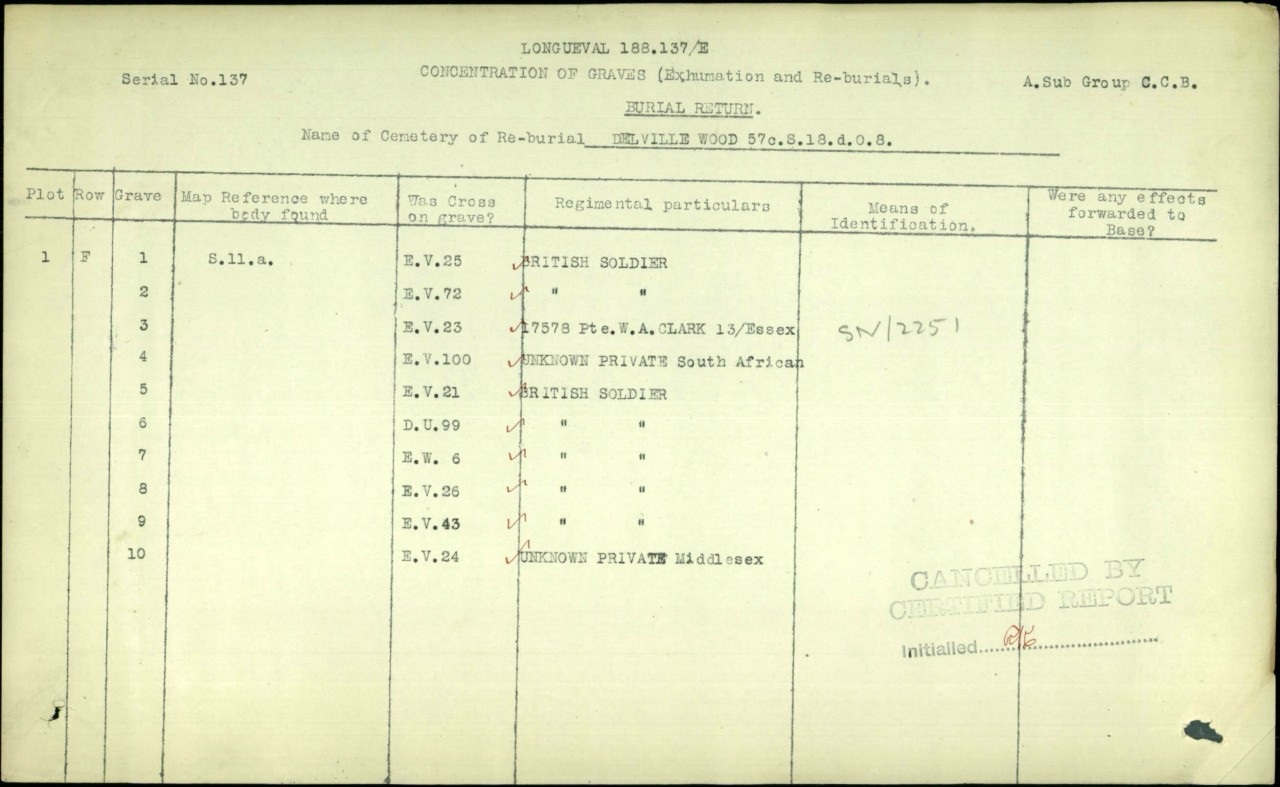 LONGUEVAL 188.137/E
Serial No.137 CONCENTRATION OF GRAVES (Exhumation and Re-burials). A.Sub Group C.C.B.
BURIAL RETURN.
Name of Cemetery of Re-burial DELVILLE WOOD 57c.S.18.d.0.8.
Plot Row Grave Map Reference where body found Was Cross on grave? Regimental particulars Means of Identification. Were any effects forwarded to Base?
1 F 1 S.11.a. E.V.25 BRITISH SOLDIER
2 E.V.72 " "
3 E.V.23 17578 Pte.W.A.CLARK 13/Essex SN/2251
4 E.V.100 UNKNOWN PRIVATE South African
5 E.V.21 BRITISH SOLDIER
6 D.U.99 " "
7 E.W. 6 " "
8 E.V.26 " "
9 E.V.43 " "
10 E.V.24 UNKNOWN PRIVATE Middlesex
CANCELLED BY
CERTIFIED REPORT
Initialled